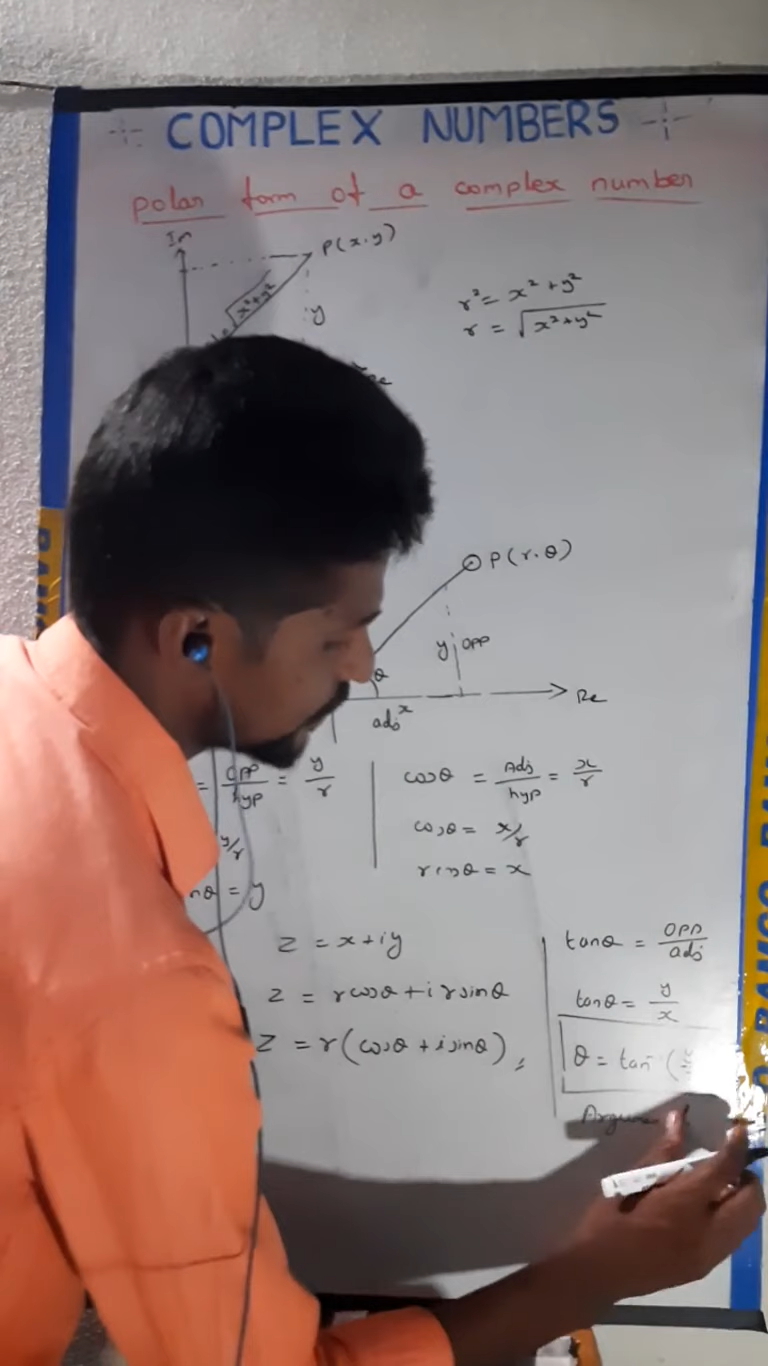 COMPLEX NUMBERS
polar form of a complex number
Im
P(x.y)
√x²+y²
y
r² = x² + y²
r = √x²+y²
P(r.θ)
y
opp
θ
Re
adj x
= opp/hyp = y/r
cosθ = Adj/hyp = x/r
y/r
cosθ = x/r
= y
rcosθ = x
Z = x+iy
tanθ = opp/adj
Z = rcosθ + i rsinθ
tanθ = y/x
Z = r(cosθ + i sinθ)
θ = tan⁻ (